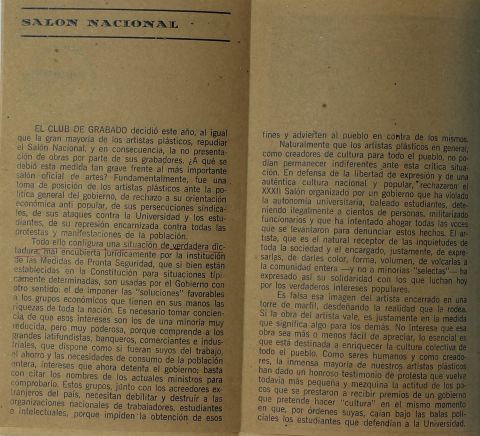 SALON NACIONAL
EL CLUB DE GRABADO decidió este año, al igual
que la gran mayoría de los artistas plásticos, repudiar
el Salón Nacional, y en consecuencia, la no presenta-
ción de obras por parte de sus grabadores. ¿A qué se
debió esta medida tan grave frente al más importante
salón oficial de artes? Fundamentalmente, fue una
toma de posición de los artistas plásticos ante la po-
lítica general del gobierno, de rechazo a su orientación
económica anti popular, de sus persecuciones sindica-
les, de sus ataques contra la Universidad y los estu-
diantes, de su represión encarnizada contra todas las
protestas y manifestaciones de la población.
Todo ello configura una situación de verdadera dic-
tadura, mal encubierta jurídicamente por la institución
de las Medidas de Pronta Seguridad, que si bien están
establecidas en la Constitución para situaciones típi-
camente determinadas, son usadas por el Gobierno con
otro sentido: el de imponer las "soluciones" favorables
a los grupos económicos que tienen en sus manos las
riquezas de toda la nación. Es necesario tomar concien-
cia de que esos intereses son los de una minoría muy
reducida, pero muy poderosa, porque comprende a los
grandes latifundistas, banqueros, comerciantes e indus-
triales, que dispone como si fueran suyos del trabajo,
el ahorro y las necesidades de consumo de la población
entera, intereses que ahora detenta el gobierno; basta
con citar los nombres de los actuales ministros para
comprobarlo. Estos grupos, junto con los acreedores ex-
tranjeros del país, necesitan debilitar y destruir a las
organizaciones nacionales de trabajadores, estudiantes
e intelectuales, porque impiden la obtención de esos
fines y advierten al pueblo en contra de los mismos.
Naturalmente que los artistas plásticos en general,
como creadores de cultura para todo el pueblo, no po-
dían permanecer indiferentes ante esta crítica situa-
ción. En defensa de la libertad de expresión y de una
auténtica cultura nacional y popular, rechazaron el
XXXII Salón organizado por un gobierno que ha violado
la autonomía universitaria, baleado estudiantes, dete-
niendo ilegalmente a cientos de personas, militarizado
funcionarios y que ha intentado ahogar todas las voces
que se levantaron para denunciar estos hechos. El ar-
tista, que es el natural receptor de las inquietudes de
toda la sociedad y el encargado, justamente, de expre-
sarlas, de darles color, forma, volumen, de volcarlas a
la comunidad entera —y no a minorías "selectas"— ha
expresado así su solidaridad con los que luchan hoy
por los verdaderos intereses populares.
Es falsa esa imagen del artista encerrado en una
torre de marfil, desdeñando la realidad que la rodea.
Si la obra del artista vale, es justamente en la medida
que significa algo para los demás. No interesa que esa
obra sea más o menos fácil de apreciar, lo esencial es
que está destinada a enriquecer la cultura colectiva de
todo el pueblo. Como seres humanos y como creado-
res, la inmensa mayoría de nuestros artistas plásticos
han dado un honroso testimonio de protesta que vuelve
todavía más pequeña y mezquina la actitud de los po-
cos que se prestaron a recibir premios de un gobierno
que pretende hacer "cultura" en el mismo momento
en que, por órdenes suyas, caían bajo las balas poli-
ciales los estudiantes que defendían a la Universidad.